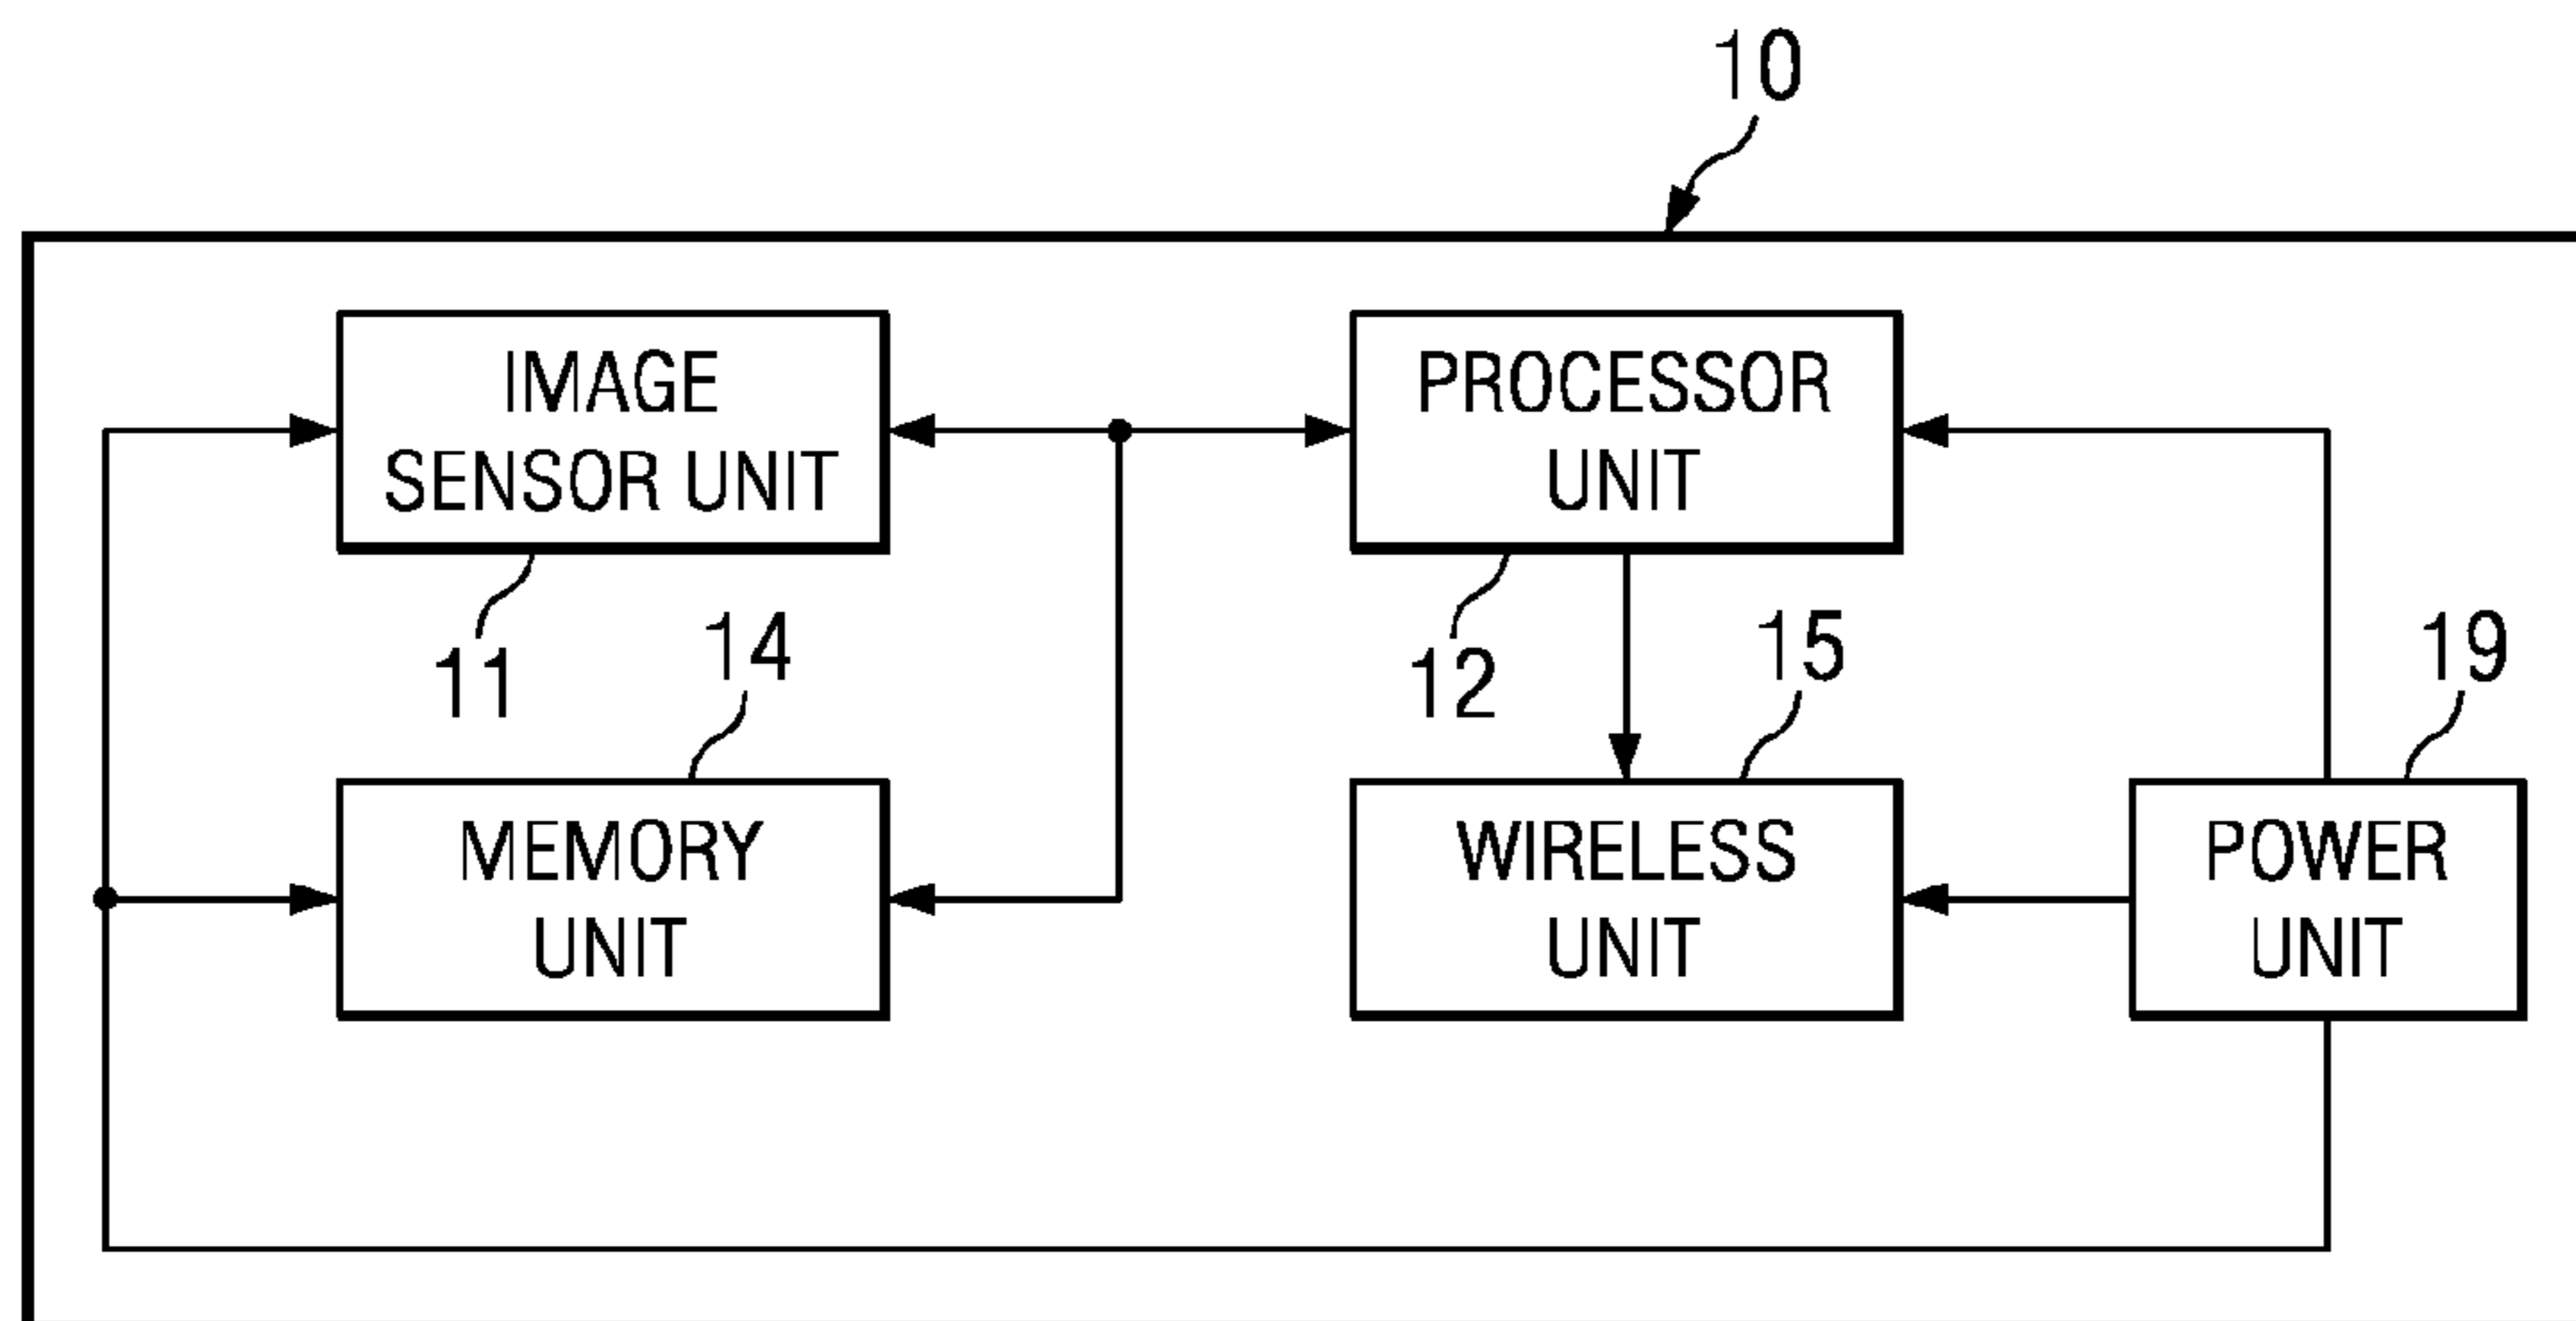 10
IMAGE
SENSOR UNIT
PROCESSOR
UNIT
11
14
12
15
19
MEMORY
UNIT
WIRELESS
UNIT
POWER
UNIT